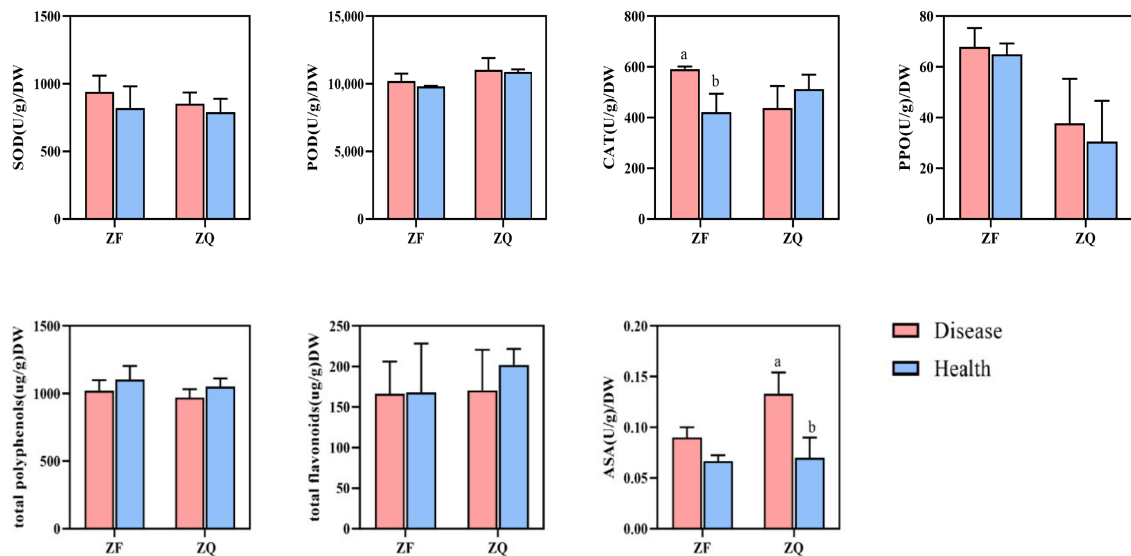 SOD(U/g)/DW
1500
1000
500
0
ZF ZQ
POD(U/g)/DW
15,000
10,000
5,000
0
ZF ZQ
CAT(U/g)/DW
800
600
400
200
0
a
b
ZF ZQ
PPO(U/g)/DW
80
60
40
20
0
ZF ZQ
total polyphenols(ug/g)DW
1500
1000
500
0
ZF ZQ
total flavonoids(ug/g)DW
250
200
150
100
50
0
ZF ZQ
ASA(U/g)/DW
0.20
0.15
0.10
0.05
0.00
a
b
ZF ZQ
Disease
Health